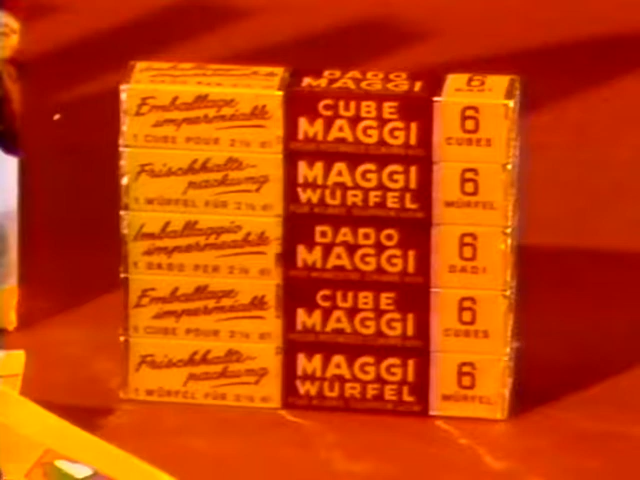 DADO
MAGGI
6
DADI
Emballage
imperméable
1 CUBE POUR 2½ dl
CUBE
MAGGI
6
CUBES
Frischhalte-
packung
1 WÜRFEL FÜR 2½ dl
MAGGI
WÜRFEL
6
WÜRFEL
Imballaggio
impermeabile
1 DADO PER 2½ dl
DADO
MAGGI
6
DADI
Emballage
imperméable
1 CUBE POUR 2½ dl
CUBE
MAGGI
6
CUBES
Frischhalte-
packung
1 WÜRFEL FÜR 2½ dl
MAGGI
WÜRFEL
6
WÜRFEL